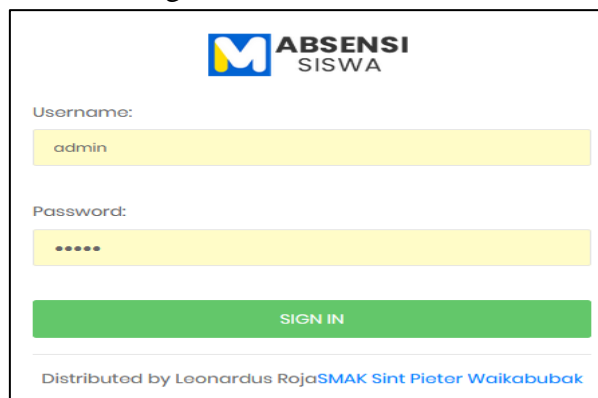 ABSENSI
SISWA
Username:
admin
Password:
•••••
SIGN IN
Distributed by Leonardus RojaSMAK Sint Pieter Waikabubak